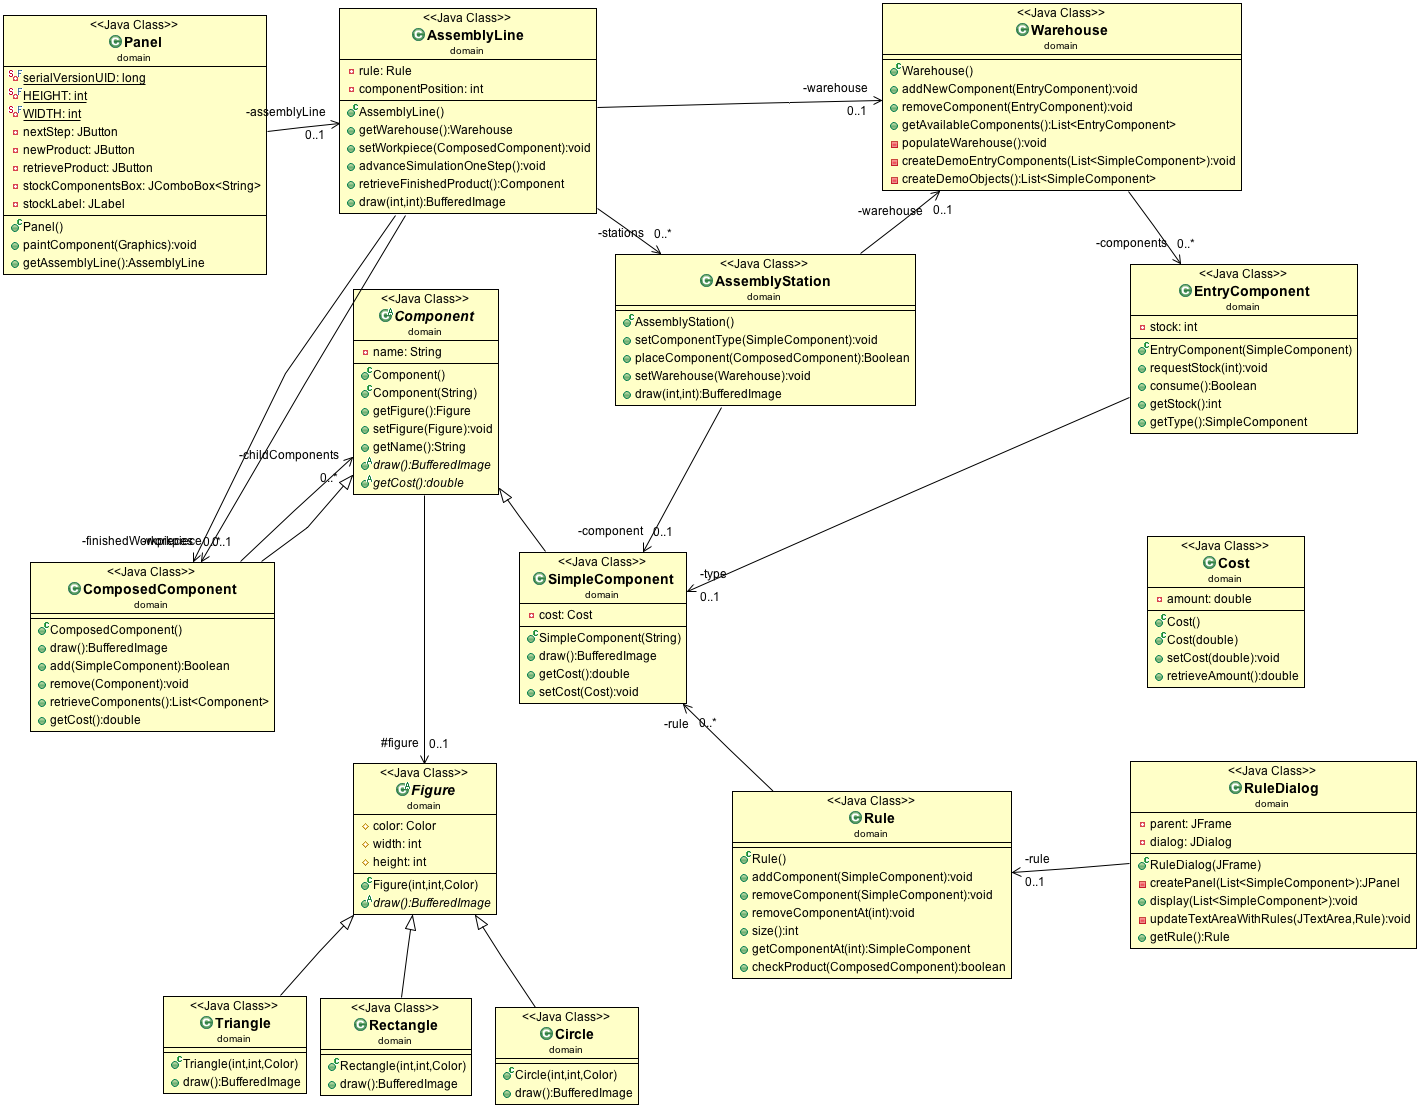 <<Java Class>>
Panel
domain
serialVersionUID: long
HEIGHT: int
WIDTH: int
nextStep: JButton
newProduct: JButton
retrieveProduct: JButton
stockComponentsBox: JComboBox<String>
stockLabel: JLabel
Panel()
paintComponent(Graphics):void
getAssemblyLine():AssemblyLine
-assemblyLine
0..1
<<Java Class>>
AssemblyLine
domain
rule: Rule
componentPosition: int
AssemblyLine()
getWarehouse():Warehouse
setWorkpiece(ComposedComponent):void
advanceSimulationOneStep():void
retrieveFinishedProduct():Component
draw(int,int):BufferedImage
-warehouse
0..1
<<Java Class>>
Warehouse
domain
Warehouse()
addNewComponent(EntryComponent):void
removeComponent(EntryComponent):void
getAvailableComponents():List<EntryComponent>
populateWarehouse():void
createDemoEntryComponents(List<SimpleComponent>):void
createDemoObjects():List<SimpleComponent>
-stations
0..*
-warehouse
0..1
-components
0..*
<<Java Class>>
AssemblyStation
domain
AssemblyStation()
setComponentType(SimpleComponent):void
placeComponent(ComposedComponent):Boolean
setWarehouse(Warehouse):void
draw(int,int):BufferedImage
<<Java Class>>
EntryComponent
domain
stock: int
EntryComponent(SimpleComponent)
requestStock(int):void
consume():Boolean
getStock():int
getType():SimpleComponent
<<Java Class>>
Component
domain
name: String
Component()
Component(String)
getFigure():Figure
setFigure(Figure):void
getName():String
draw():BufferedImage
getCost():double
-childComponents
0..*
0..1
<<Java Class>>
ComposedComponent
domain
ComposedComponent()
draw():BufferedImage
add(SimpleComponent):Boolean
remove(Component):void
retrieveComponents():List<Component>
getCost():double
-component
0..1
<<Java Class>>
SimpleComponent
domain
cost: Cost
SimpleComponent(String)
draw():BufferedImage
getCost():double
setCost(Cost):void
-type
0..1
<<Java Class>>
Cost
domain
amount: double
Cost()
Cost(double)
setCost(double):void
retrieveAmount():double
-rule
0..*
#figure
0..1
<<Java Class>>
Figure
domain
color: Color
width: int
height: int
Figure(int,int,Color)
draw():BufferedImage
<<Java Class>>
Rule
domain
Rule()
addComponent(SimpleComponent):void
removeComponent(SimpleComponent):void
removeComponentAt(int):void
size():int
getComponentAt(int):SimpleComponent
checkProduct(ComposedComponent):boolean
-rule
0..1
<<Java Class>>
RuleDialog
domain
parent: JFrame
dialog: JDialog
RuleDialog(JFrame)
createPanel(List<SimpleComponent>):JPanel
display(List<SimpleComponent>):void
updateTextAreaWithRules(JTextArea,Rule):void
getRule():Rule
<<Java Class>>
Triangle
domain
Triangle(int,int,Color)
draw():BufferedImage
<<Java Class>>
Rectangle
domain
Rectangle(int,int,Color)
draw():BufferedImage
<<Java Class>>
Circle
domain
Circle(int,int,Color)
draw():BufferedImage